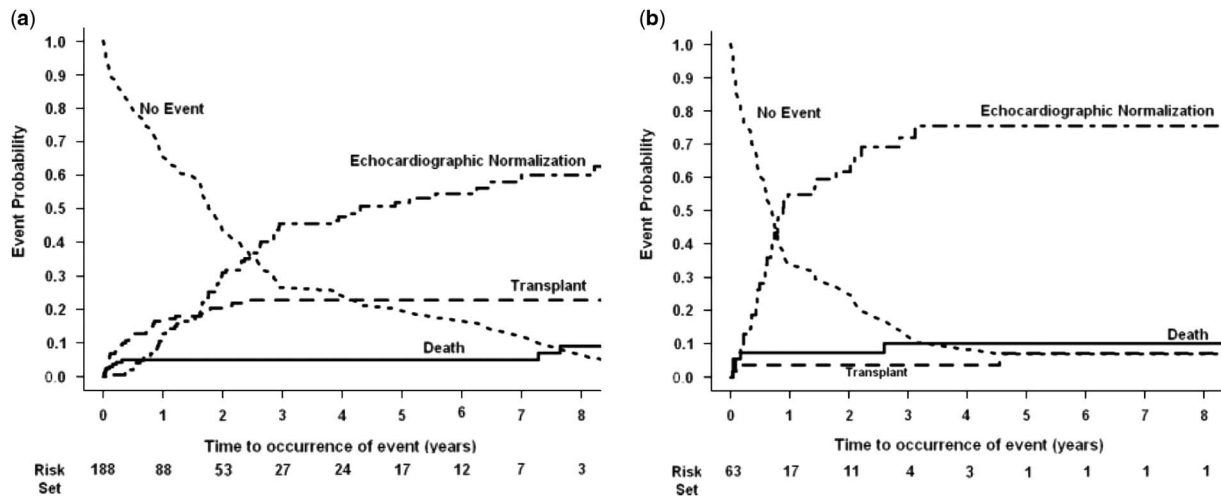 (a)
1.0
0.9
0.8
0.7
0.6
0.5
0.4
0.3
0.2
0.1
0.0
Event Probability
No Event
Echocardiographic Normalization
Transplant
Death
0 1 2 3 4 5 6 7 8
Time to occurrence of event (years)
Risk Set 188 88 53 27 24 17 12 7 3
(b)
1.0
0.9
0.8
0.7
0.6
0.5
0.4
0.3
0.2
0.1
0.0
Event Probability
No Event
Echocardiographic Normalization
Death
Transplant
0 1 2 3 4 5 6 7 8
Time to occurrence of event (years)
Risk Set 63 17 11 4 3 1 1 1 1